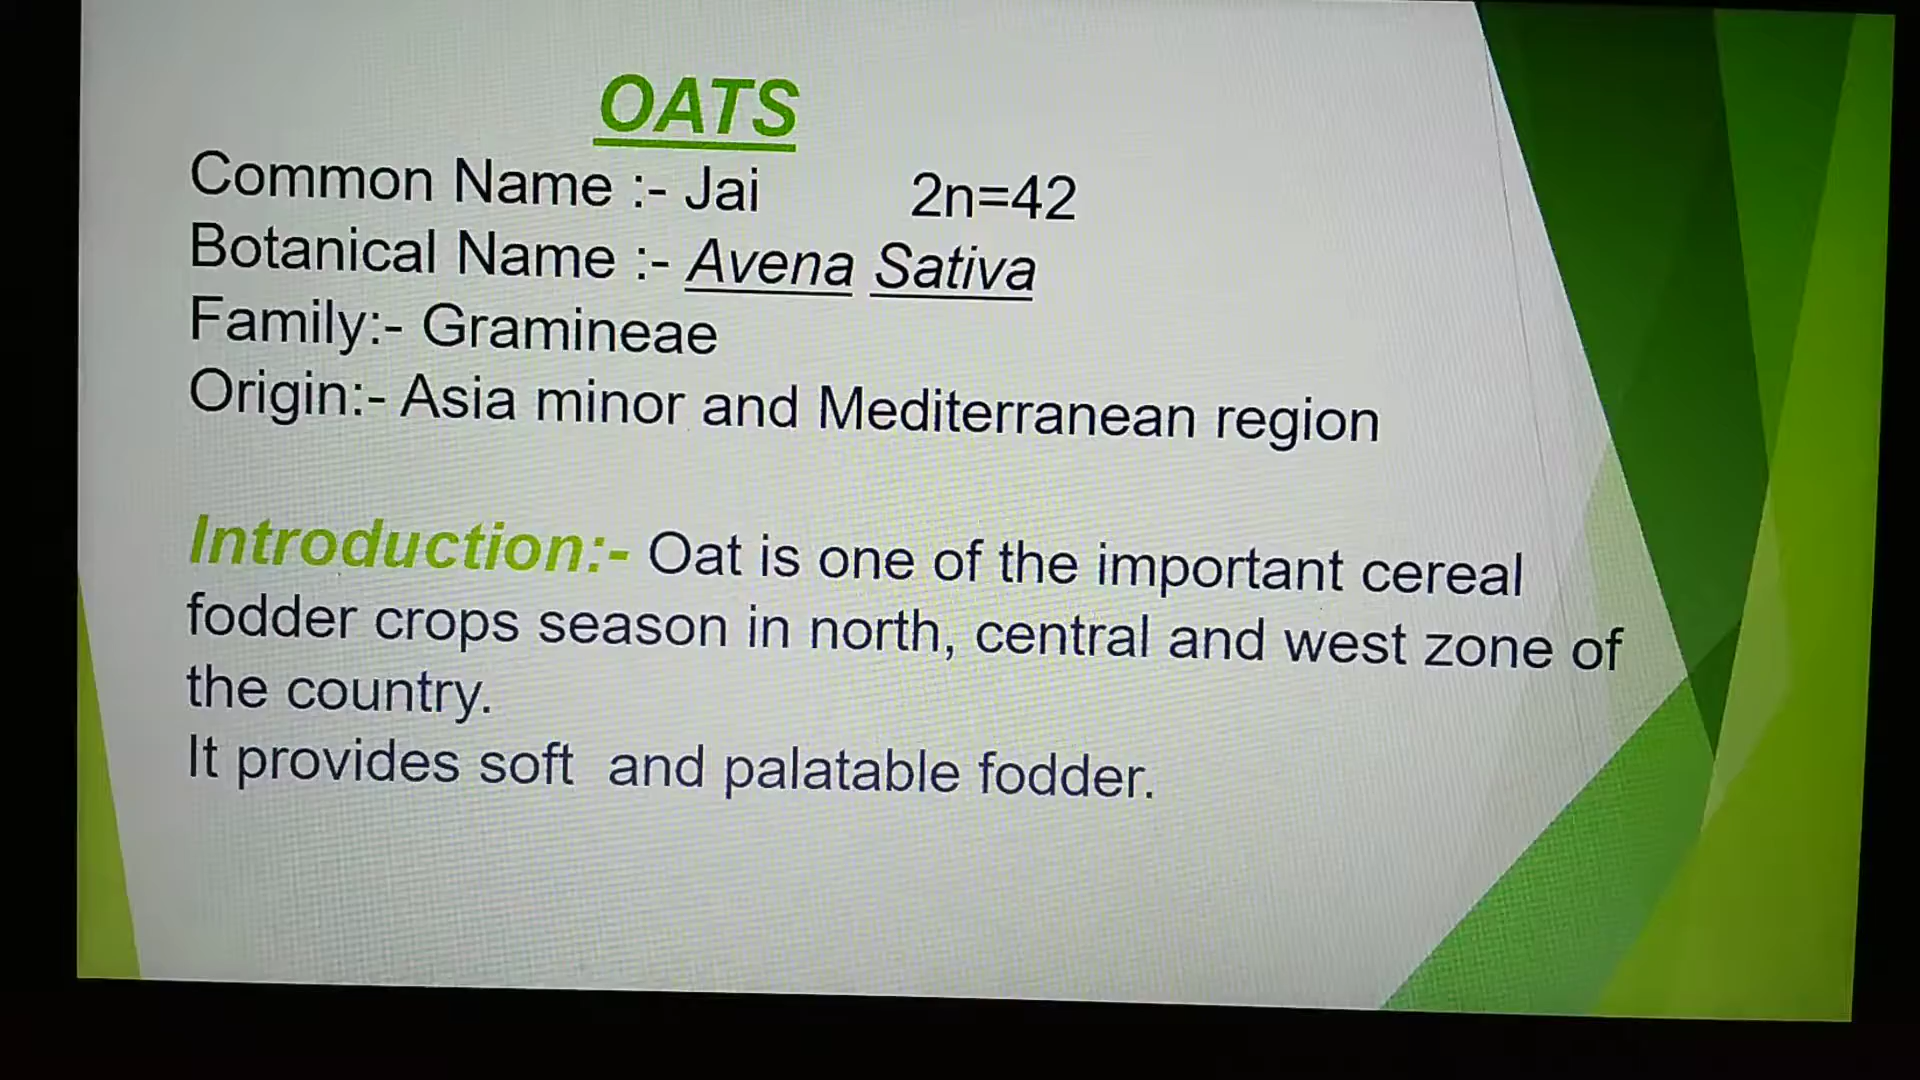 OATS
Common Name :- Jai 2n=42
Botanical Name :- Avena Sativa
Family:- Gramineae
Origin:- Asia minor and Mediterranean region
Introduction:- Oat is one of the important cereal
fodder crops season in north, central and west zone of
the country.
It provides soft and palatable fodder.